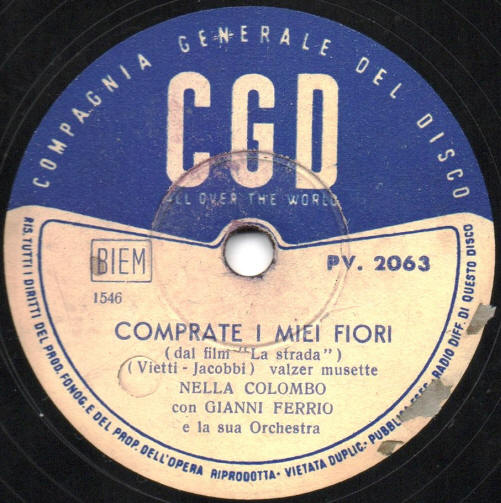 COMPAGNIA GENERALE DEL DISCO
CGD
ALL OVER THE WORLD
BIEM
PV. 2063
1546
COMPRATE I MIEI FIORI
(dal film "La strada")
(Vietti - Jacobbi) valzer musette
NELLA COLOMBO
con GIANNI FERRIO
e la sua Orchestra
RIS. TUTTI I DIRITTI DEL PROD. FONOG. E DEL PROP. DELL'OPERA RIPRODOTTA - VIETATA DUPLIC. - PUBBLIC. RADIO DIFF. DI QUESTO DISCO